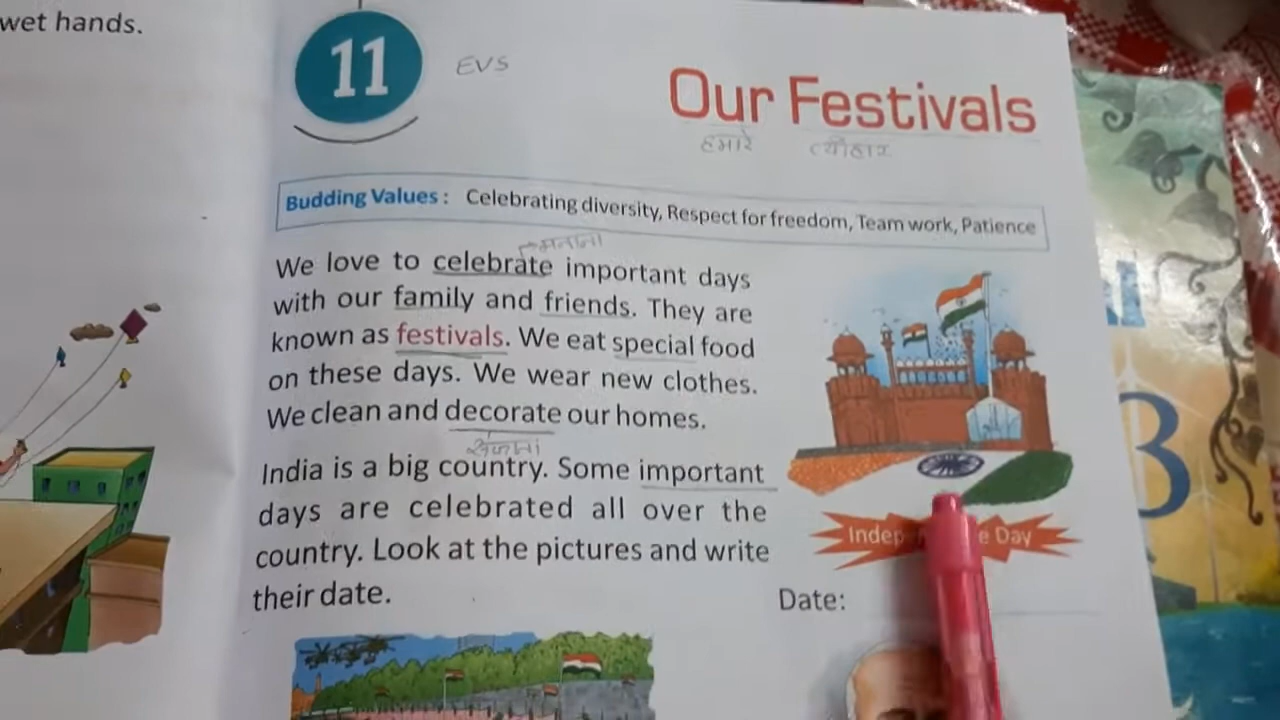 wet hands.
11
EVS
Our Festivals
हमारे त्यौहार
Budding Values : Celebrating diversity, Respect for freedom, Team work, Patience
मनाना
We love to celebrate important days
with our family and friends. They are
known as festivals. We eat special food
on these days. We wear new clothes.
We clean and decorate our homes.
सजाना
India is a big country. Some important
days are celebrated all over the
country. Look at the pictures and write
their date.
Indep e Day
Date:
3